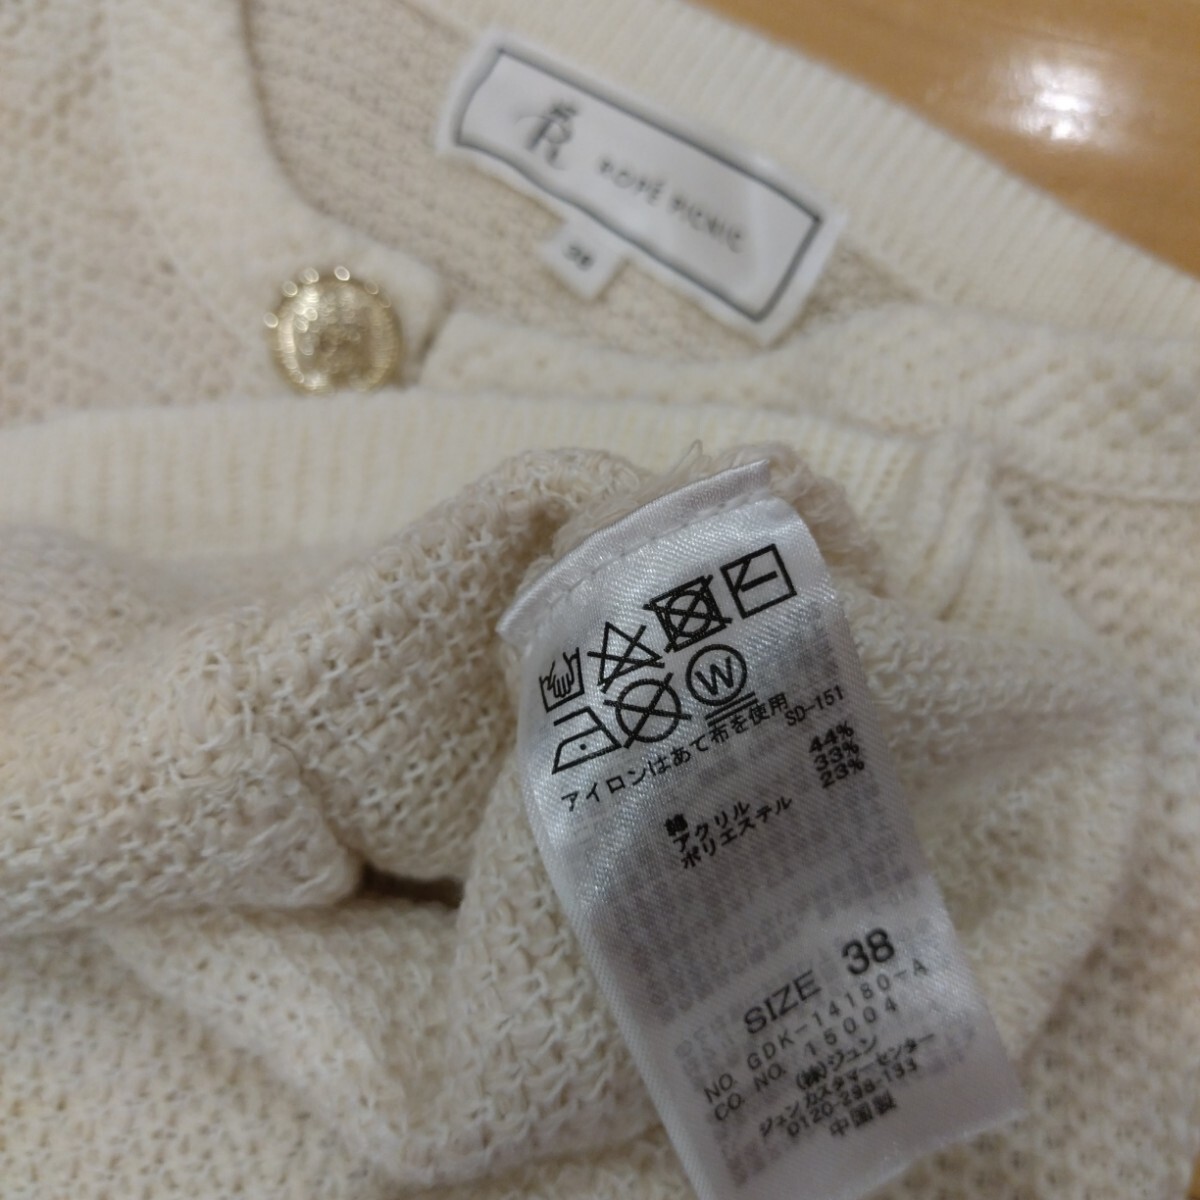 R
ROPÉ PICNIC
38
W
アイロンはあて布を使用
SD-151
綿 44%
アクリル 33%
ポリエステル 23%
SIZE 38
NO. GDK-14180-A
CO. NO. 15004
(株)ジュン
ジュンカスタマーセンター
0120-298-133
中国製